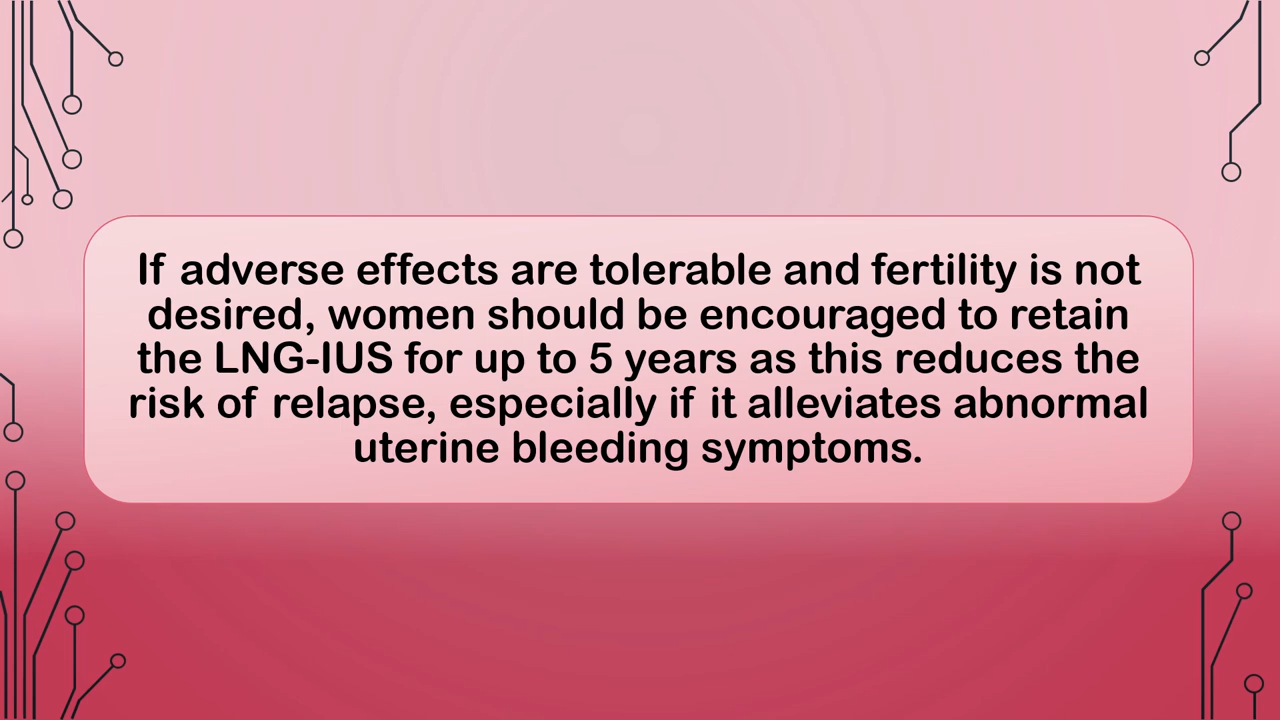 If adverse effects are tolerable and fertility is not
desired, women should be encouraged to retain
the LNG-IUS for up to 5 years as this reduces the
risk of relapse, especially if it alleviates abnormal
uterine bleeding symptoms.